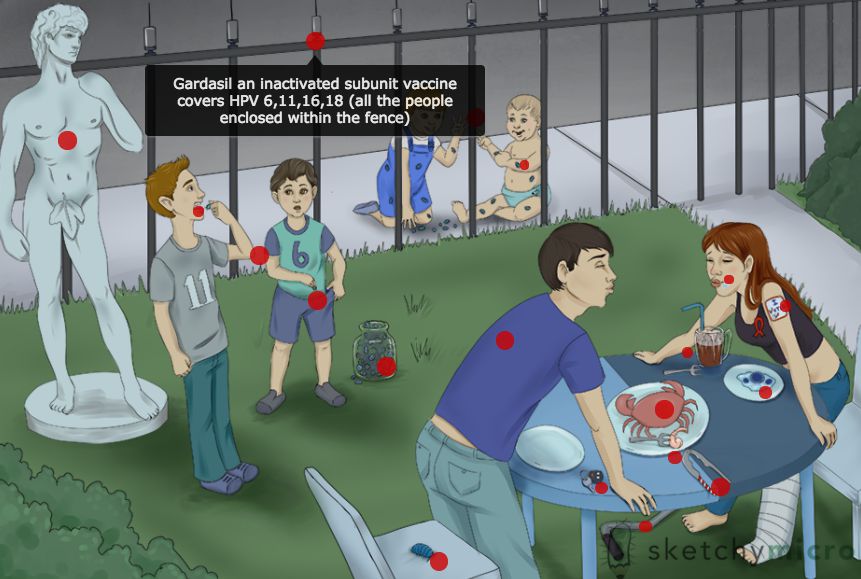 Gardasil an inactivated subunit vaccine
covers HPV 6,11,16,18 (all the people
enclosed within the fence)
11
6
I
sketchymicro